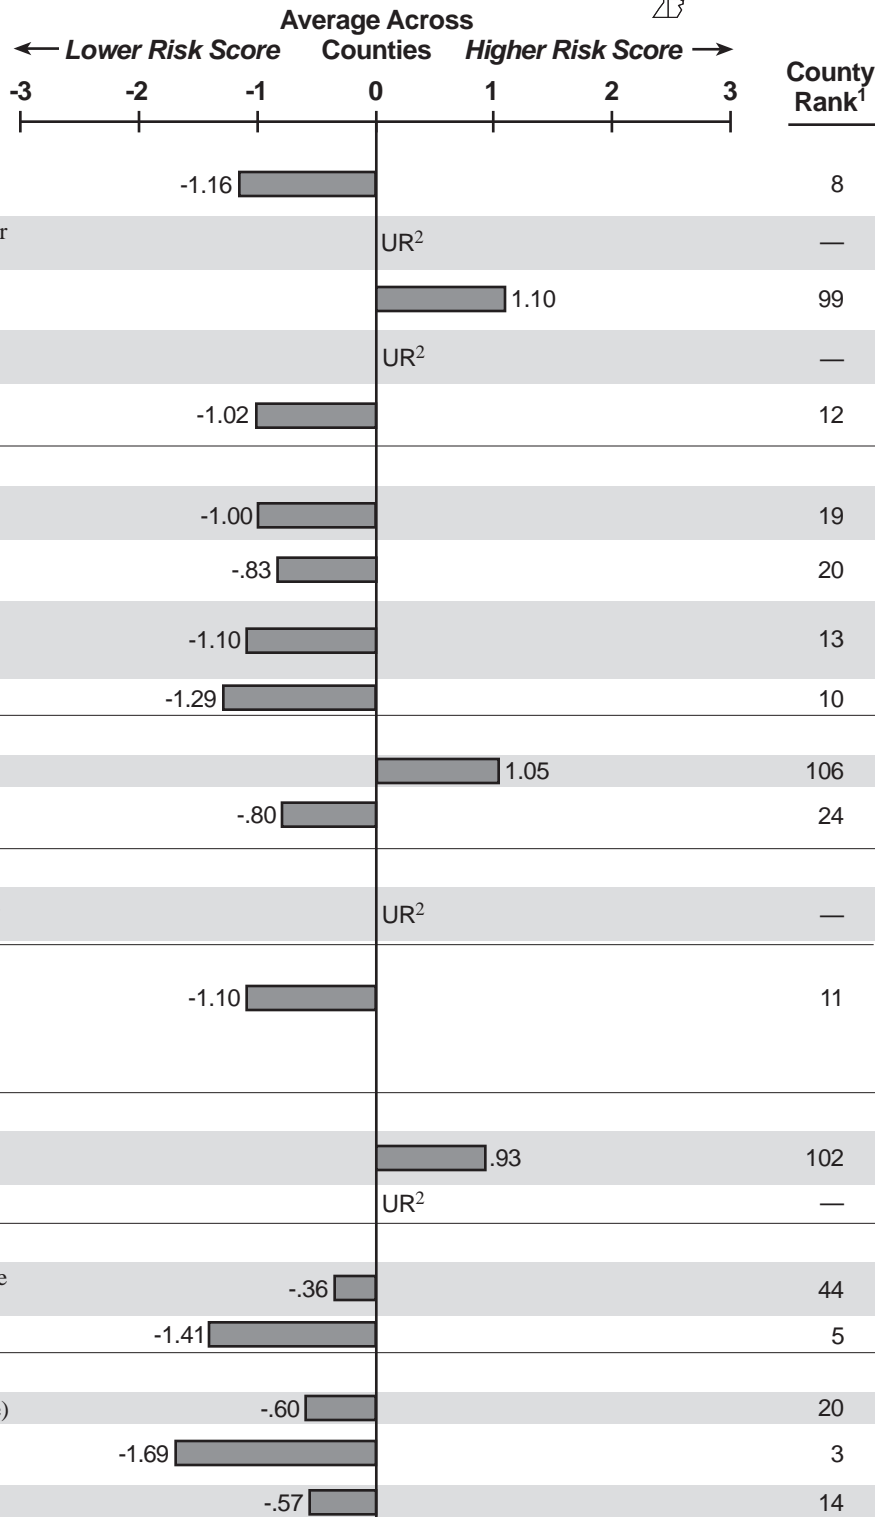 Average Across
← Lower Risk Score Counties Higher Risk Score →
County
Rank¹
-3 -2 -1 0 1 2 3
-1.16 8
r UR² —
1.10 99
UR² —
-1.02 12
-1.00 19
-.83 20
-1.10 13
-1.29 10
1.05 106
-.80 24
UR² —
-1.10 11
.93 102
UR² —
e -.36 44
-1.41 5
) -.60 20
-1.69 3
-.57 14